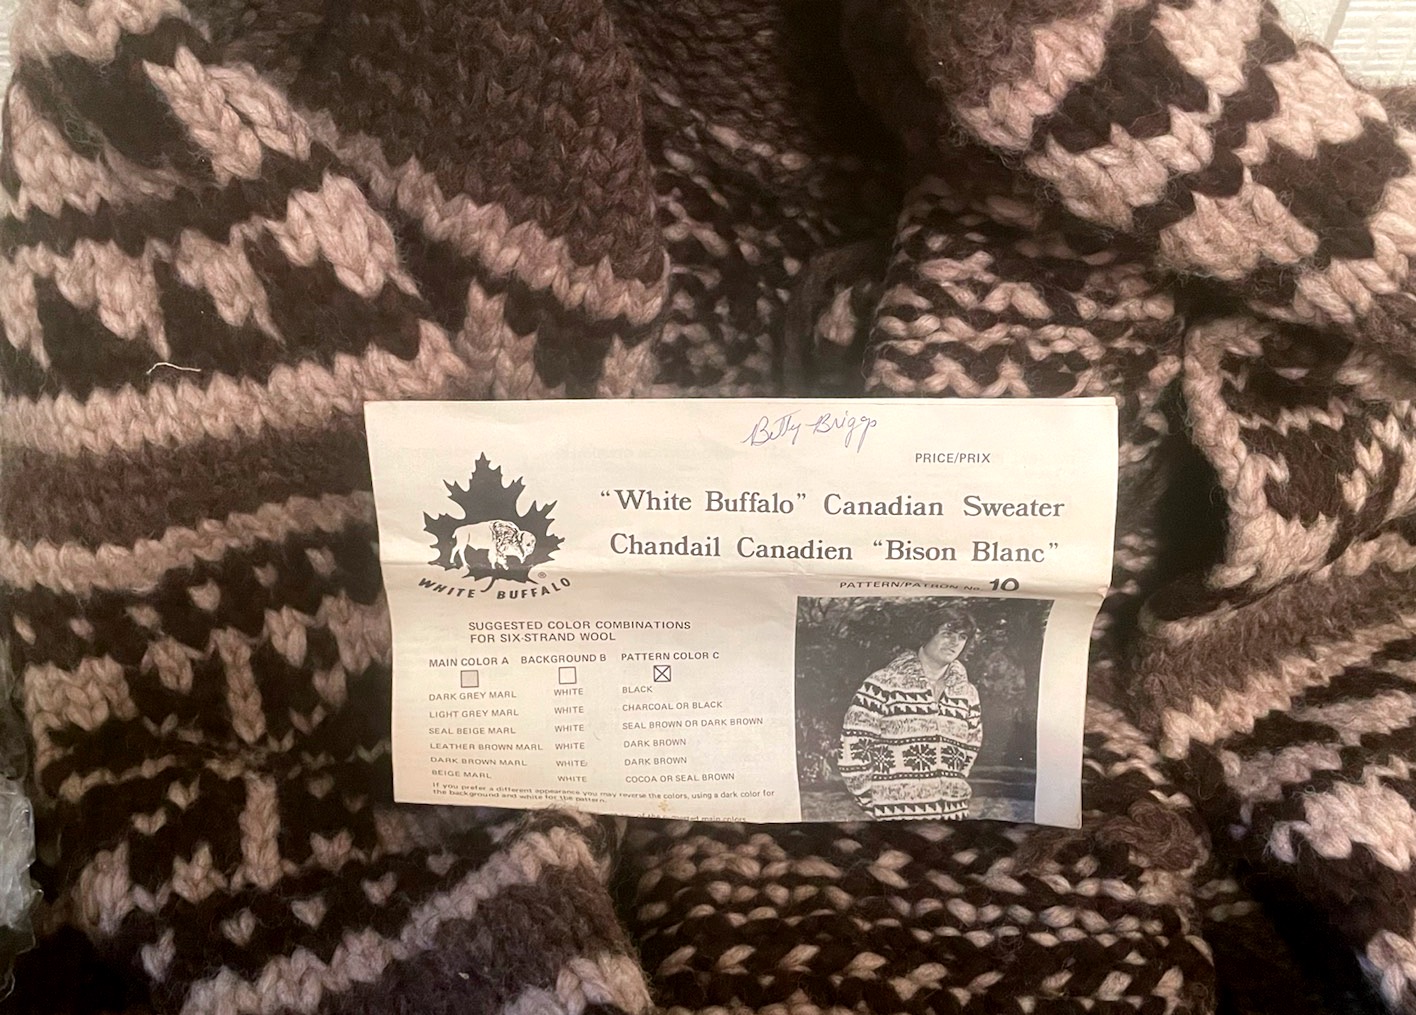 Betty Briggs
PRICE/PRIX
“White Buffalo” Canadian Sweater
Chandail Canadien “Bison Blanc”
WHITE BUFFALO ®
PATTERN/PATRON No. 10
SUGGESTED COLOR COMBINATIONS
FOR SIX-STRAND WOOL
MAIN COLOR A BACKGROUND B PATTERN COLOR C
DARK GREY MARL WHITE BLACK
LIGHT GREY MARL WHITE CHARCOAL OR BLACK
SEAL BEIGE MARL WHITE SEAL BROWN OR DARK BROWN
LEATHER BROWN MARL WHITE DARK BROWN
DARK BROWN MARL WHITE DARK BROWN
BEIGE MARL WHITE COCOA OR SEAL BROWN
If you prefer a different appearance you may reverse the colors, using a dark color for
the background and white for the pattern.
main colors